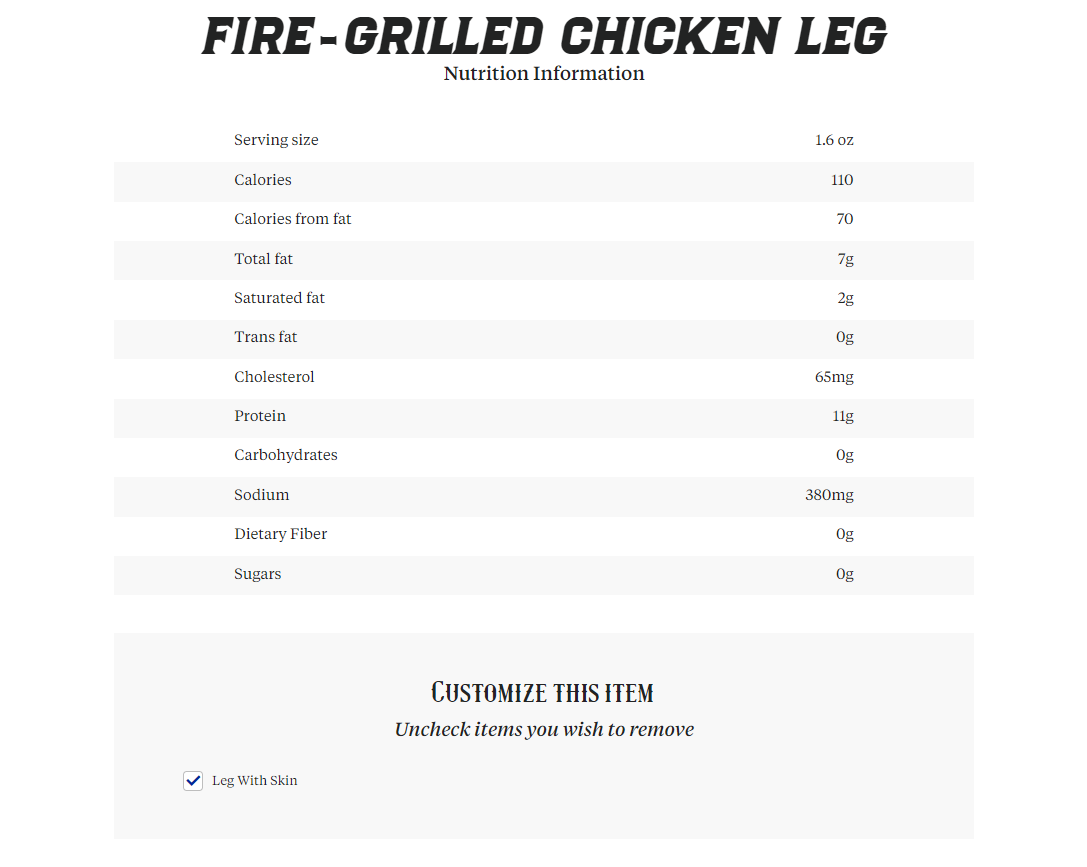 FIRE-GRILLED CHICKEN LEG
Nutrition Information
Serving size 1.6 oz
Calories 110
Calories from fat 70
Total fat 7g
Saturated fat 2g
Trans fat 0g
Cholesterol 65mg
Protein 11g
Carbohydrates 0g
Sodium 380mg
Dietary Fiber 0g
Sugars 0g
Customize this item
Uncheck items you wish to remove
Leg With Skin